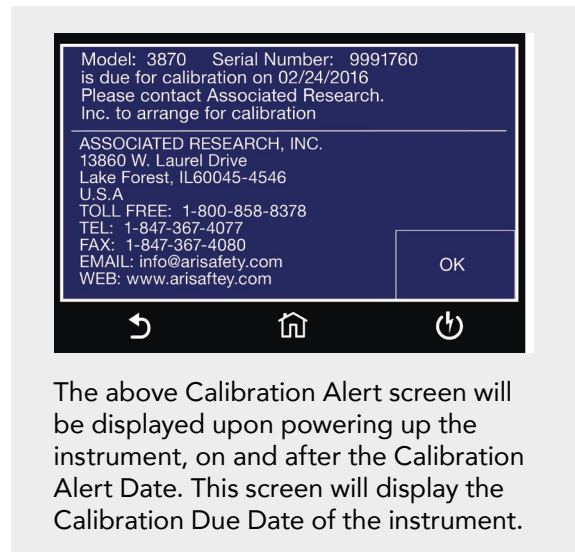 Model: 3870 Serial Number: 9991760
is due for calibration on 02/24/2016
Please contact Associated Research.
Inc. to arrange for calibration
ASSOCIATED RESEARCH, INC.
13860 W. Laurel Drive
Lake Forest, IL60045-4546
U.S.A
TOLL FREE: 1-800-858-8378
TEL: 1-847-367-4077
FAX: 1-847-367-4080
EMAIL: info@arisafety.com
WEB: www.arisaftey.com
OK
The above Calibration Alert screen will
be displayed upon powering up the
instrument, on and after the Calibration
Alert Date. This screen will display the
Calibration Due Date of the instrument.